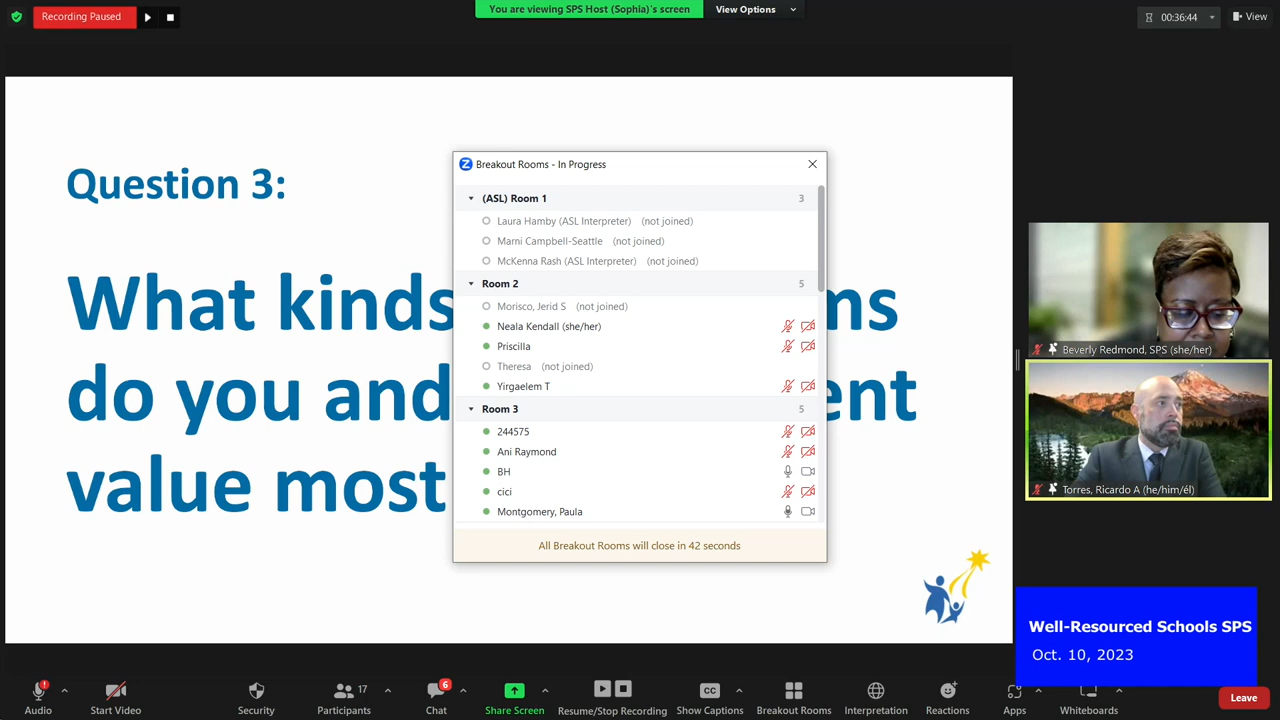 Recording Paused
You are viewing SPS Host (Sophia)'s screen
View Options
00:36:44
View
Question 3:
What kinds
ms
do you and
ent
value most
Breakout Rooms - In Progress
(ASL) Room 1 3
Laura Hamby (ASL Interpreter) (not joined)
Marni Campbell-Seattle (not joined)
McKenna Rash (ASL Interpreter) (not joined)
Room 2 5
Morisco, Jerid S (not joined)
Neala Kendall (she/her)
Priscilla
Theresa (not joined)
Yirgaelem T
Room 3 5
244575
Ani Raymond
BH
cici
Montgomery, Paula
All Breakout Rooms will close in 42 seconds
Beverly Redmond, SPS (she/her)
Torres, Ricardo A (he/him/él)
Well-Resourced Schools SPS
Oct. 10, 2023
Audio
Start Video
Security
Participants 17
Chat 6
Share Screen
Resume/Stop Recording
CC
Show Captions
Breakout Rooms
Interpretation
Reactions
Apps
Whiteboards
Leave